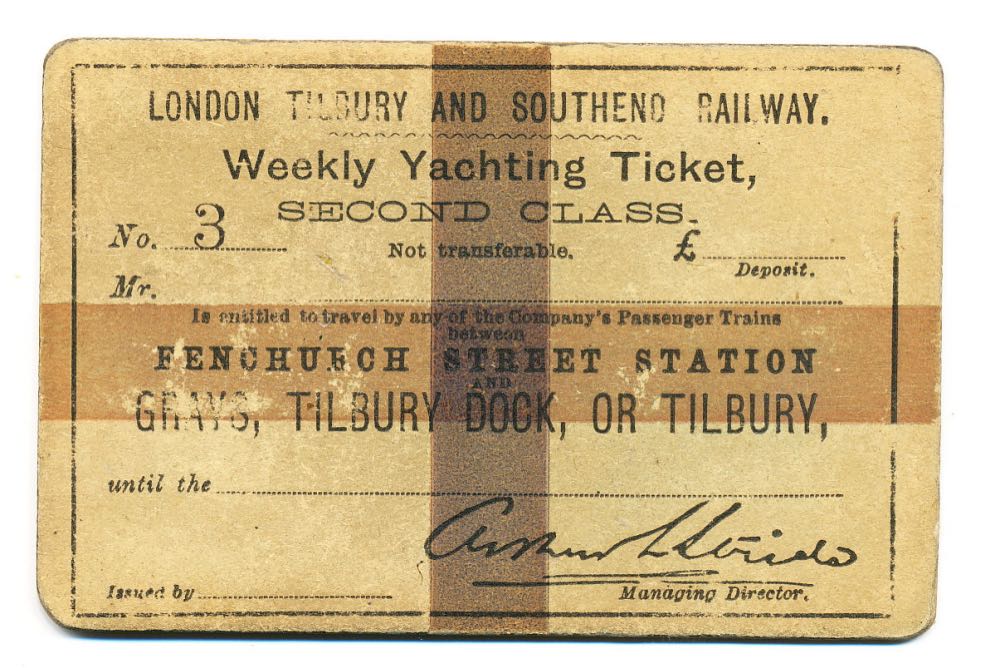 LONDON TILBURY AND SOUTHEND RAILWAY.
Weekly Yachting Ticket,
SECOND CLASS.
No. 3
Not transferable.
£
Deposit.
Mr.
Is entitled to travel by any of the Company's Passenger Trains
between
FENCHURCH STREET STATION
AND
GRAYS, TILBURY DOCK, OR TILBURY,
until the
Arthur L Stride
Issued by
Managing Director.